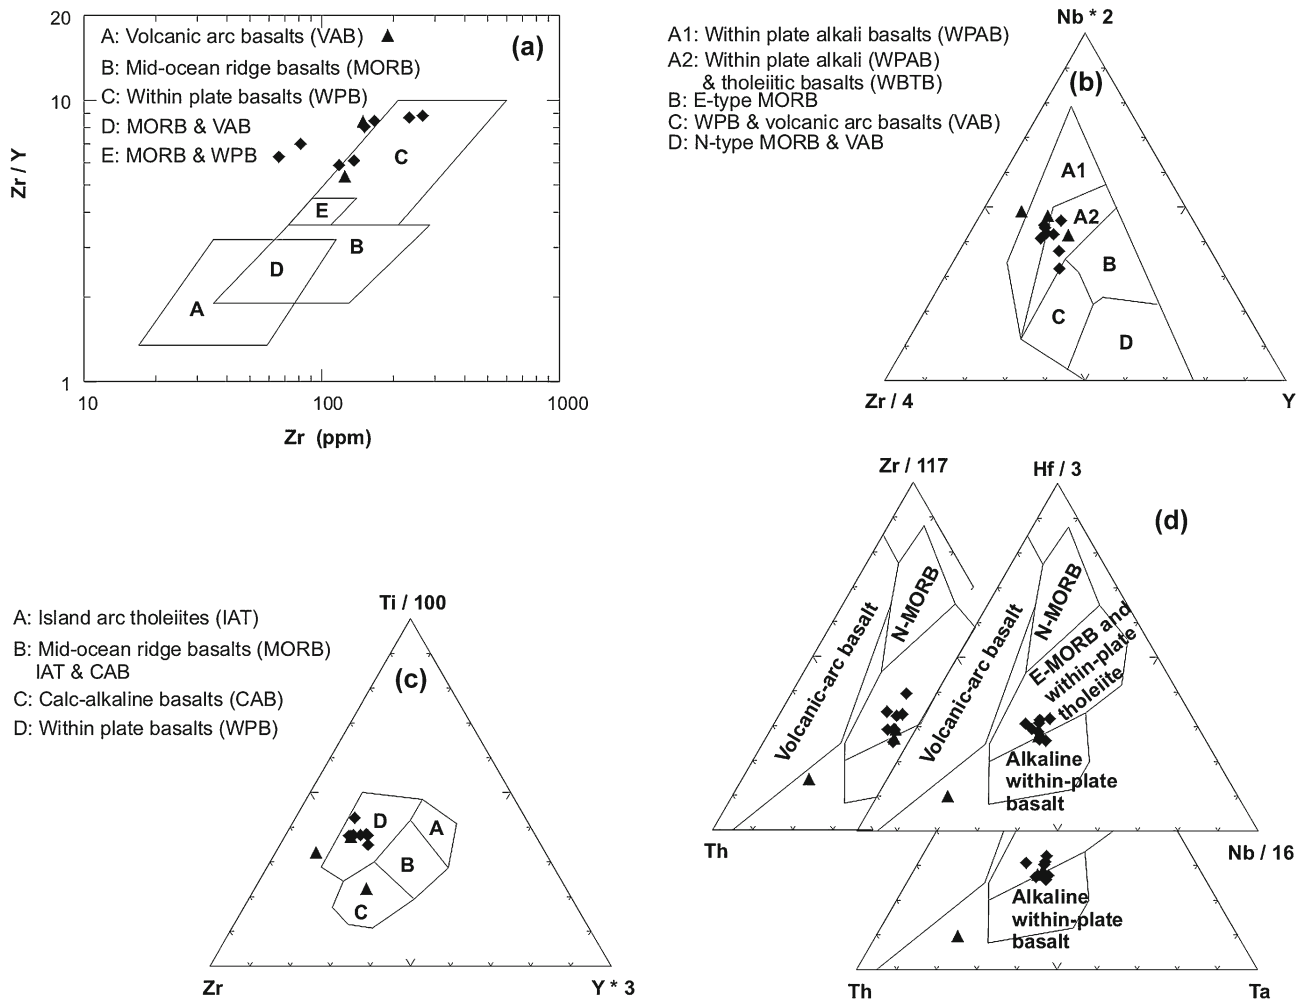 20
A: Volcanic arc basalts (VAB)
(a)
B: Mid-ocean ridge basalts (MORB)
C: Within plate basalts (WPB)
10
D: MORB & VAB
E: MORB & WPB
C
E
B
D
A
Zr / Y
1
10
100
1000
Zr (ppm)
Nb * 2
A1: Within plate alkali basalts (WPAB)
A2: Within plate alkali (WPAB)
& tholeiitic basalts (WBTB)
(b)
B: E-type MORB
C: WPB & volcanic arc basalts (VAB)
D: N-type MORB & VAB
A1
A2
B
C
D
Zr / 4
Y
Ti / 100
A: Island arc tholeiites (IAT)
B: Mid-ocean ridge basalts (MORB)
IAT & CAB
(c)
C: Calc-alkaline basalts (CAB)
D: Within plate basalts (WPB)
D
A
B
C
Zr
Y * 3
Zr / 117
Hf / 3
(d)
Volcanic-arc basalt
N-MORB
Volcanic-arc basalt
N-MORB
E-MORB and
within-plate
tholeiite
Alkaline
within-plate
basalt
Th
Nb / 16
Alkaline
within-plate
basalt
Th
Ta